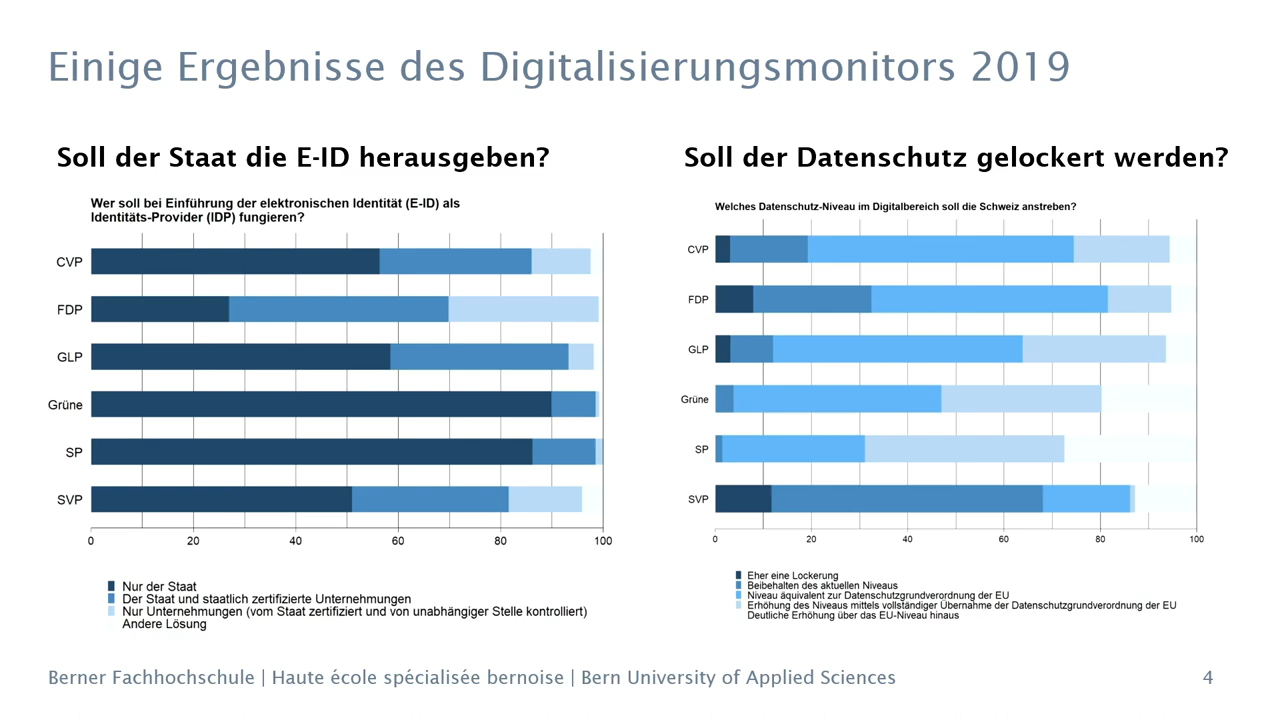 Einige Ergebnisse des Digitalisierungsmonitors 2019
Soll der Staat die E-ID herausgeben?
Wer soll bei Einführung der elektronischen Identität (E-ID) als
Identitäts-Provider (IDP) fungieren?
CVP
FDP
GLP
Grüne
SP
SVP
0 20 40 60 80 100
Nur der Staat
Der Staat und staatlich zertifizierte Unternehmungen
Nur Unternehmungen (vom Staat zertifiziert und von unabhängiger Stelle kontrolliert)
Andere Lösung
Soll der Datenschutz gelockert werden?
Welches Datenschutz-Niveau im Digitalbereich soll die Schweiz anstreben?
CVP
FDP
GLP
Grüne
SP
SVP
0 20 40 60 80 100
Eher eine Lockerung
Beibehalten des aktuellen Niveaus
Niveau äquivalent zur Datenschutzgrundverordnung der EU
Erhöhung des Niveaus mittels vollständiger Übernahme der Datenschutzgrundverordnung der EU
Deutliche Erhöhung über das EU-Niveau hinaus
Berner Fachhochschule | Haute école spécialisée bernoise | Bern University of Applied Sciences
4